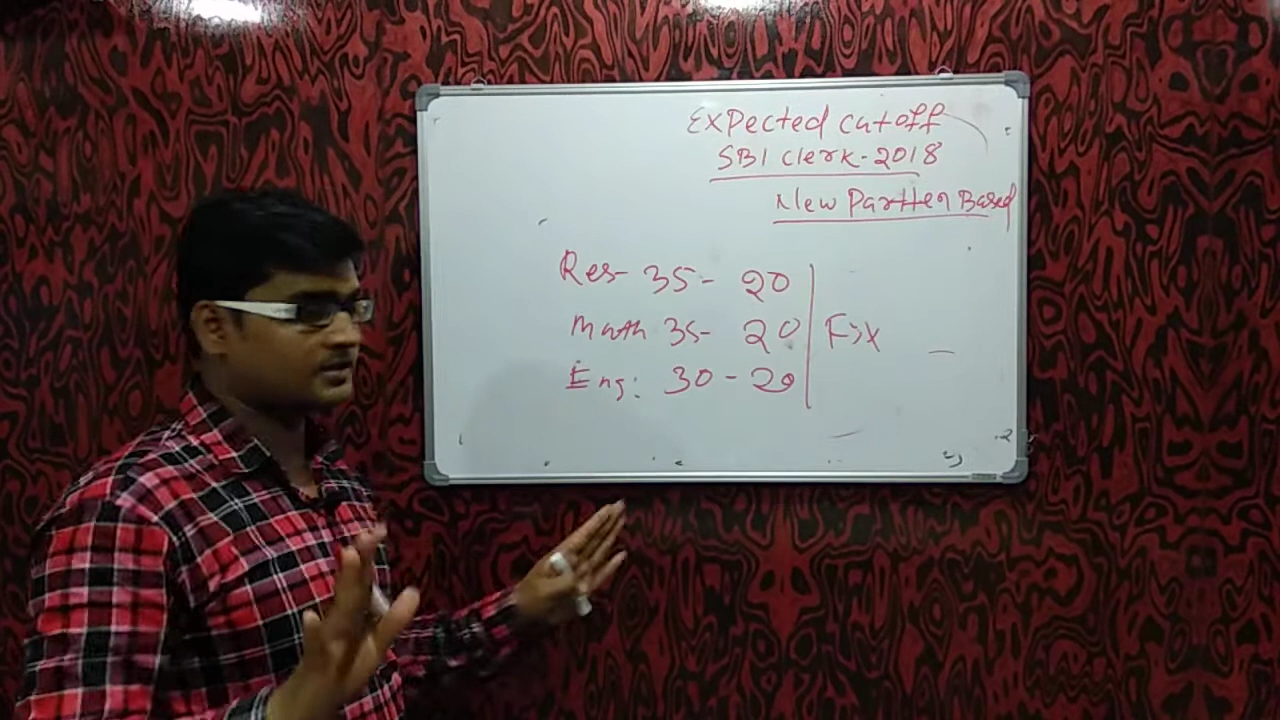 Expected cutoff
SBI Clerk-2018
New Partten Based
Res- 35- 20
Math 35- 20
Fix
Eng: 30-20